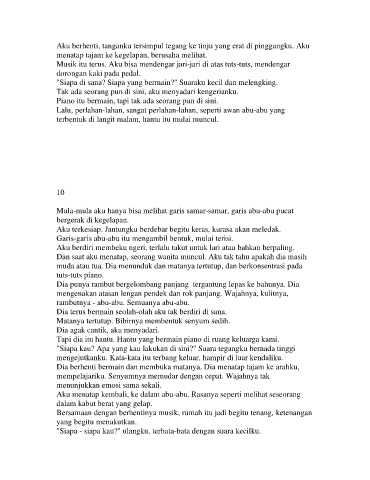 Aku berhenti, tanganku tersimpul tegang ke tinju yang erat di pinggangku. Aku
menatap tajam ke kegelapan, berusaha melihat.
Musik itu terus. Aku bisa mendengar jari-jari di atas tuts-tuts, mendengar
dorongan kaki pada pedal.
"Siapa di sana? Siapa yang bermain?" Suaraku kecil dan melengking.
Tak ada seorang pun di sini, aku menyadari kengerianku.
Piano itu bermain, tapi tak ada seorang pun di sini.
Lalu, perlahan-lahan, sangat perlahan-lahan, seperti awan abu-abu yang
terbentuk di langit malam, hantu itu mulai muncul.
10
Mula-mula aku hanya bisa melihat garis samar-samar, garis abu-abu pucat
bergerak di kegelapan.
Aku terkesiap. Jantungku berdebar begitu keras, kurasa akan meledak.
Garis-garis abu-abu itu mengambil bentuk, mulai terisi.
Aku berdiri membeku ngeri, terlalu takut untuk lari atau bahkan berpaling.
Dan saat aku menatap, seorang wanita muncul. Aku tak tahu apakah dia masih
muda atau tua. Dia menunduk dan matanya tertutup, dan berkonsentrasi pada
tuts-tuts piano.
Dia punya rambut bergelombang panjang  tergantung lepas ke bahunya. Dia
mengenakan atasan lengan pendek dan rok panjang. Wajahnya, kulitnya,
rambutnya - abu-abu. Semuanya abu-abu.
Dia terus bermain seolah-olah aku tak berdiri di sana.
Matanya tertutup. Bibirnya membentuk senyum sedih.
Dia agak cantik, aku menyadari.
Tapi dia itu hantu. Hantu yang bermain piano di ruang keluarga kami.
"Siapa kau? Apa yang kau lakukan di sini?" Suara tegangku bernada tinggi
mengejutkanku. Kata-kata itu terbang keluar, hampir di luar kendaliku.
Dia berhenti bermain dan membuka matanya. Dia menatap tajam ke arahku,
mempelajariku. Senyumnya memudar dengan cepat. Wajahnya tak
menunjukkan emosi sama sekali.
Aku menatap kembali, ke dalam abu-abu. Rasanya seperti melihat seseorang
dalam kabut berat yang gelap.
Bersamaan dengan berhentinya musik, rumah itu jadi begitu tenang, ketenangan
yang begitu menakutkan.
"Siapa - siapa kau?" ulangku, terbata-bata dengan suara kecilku.